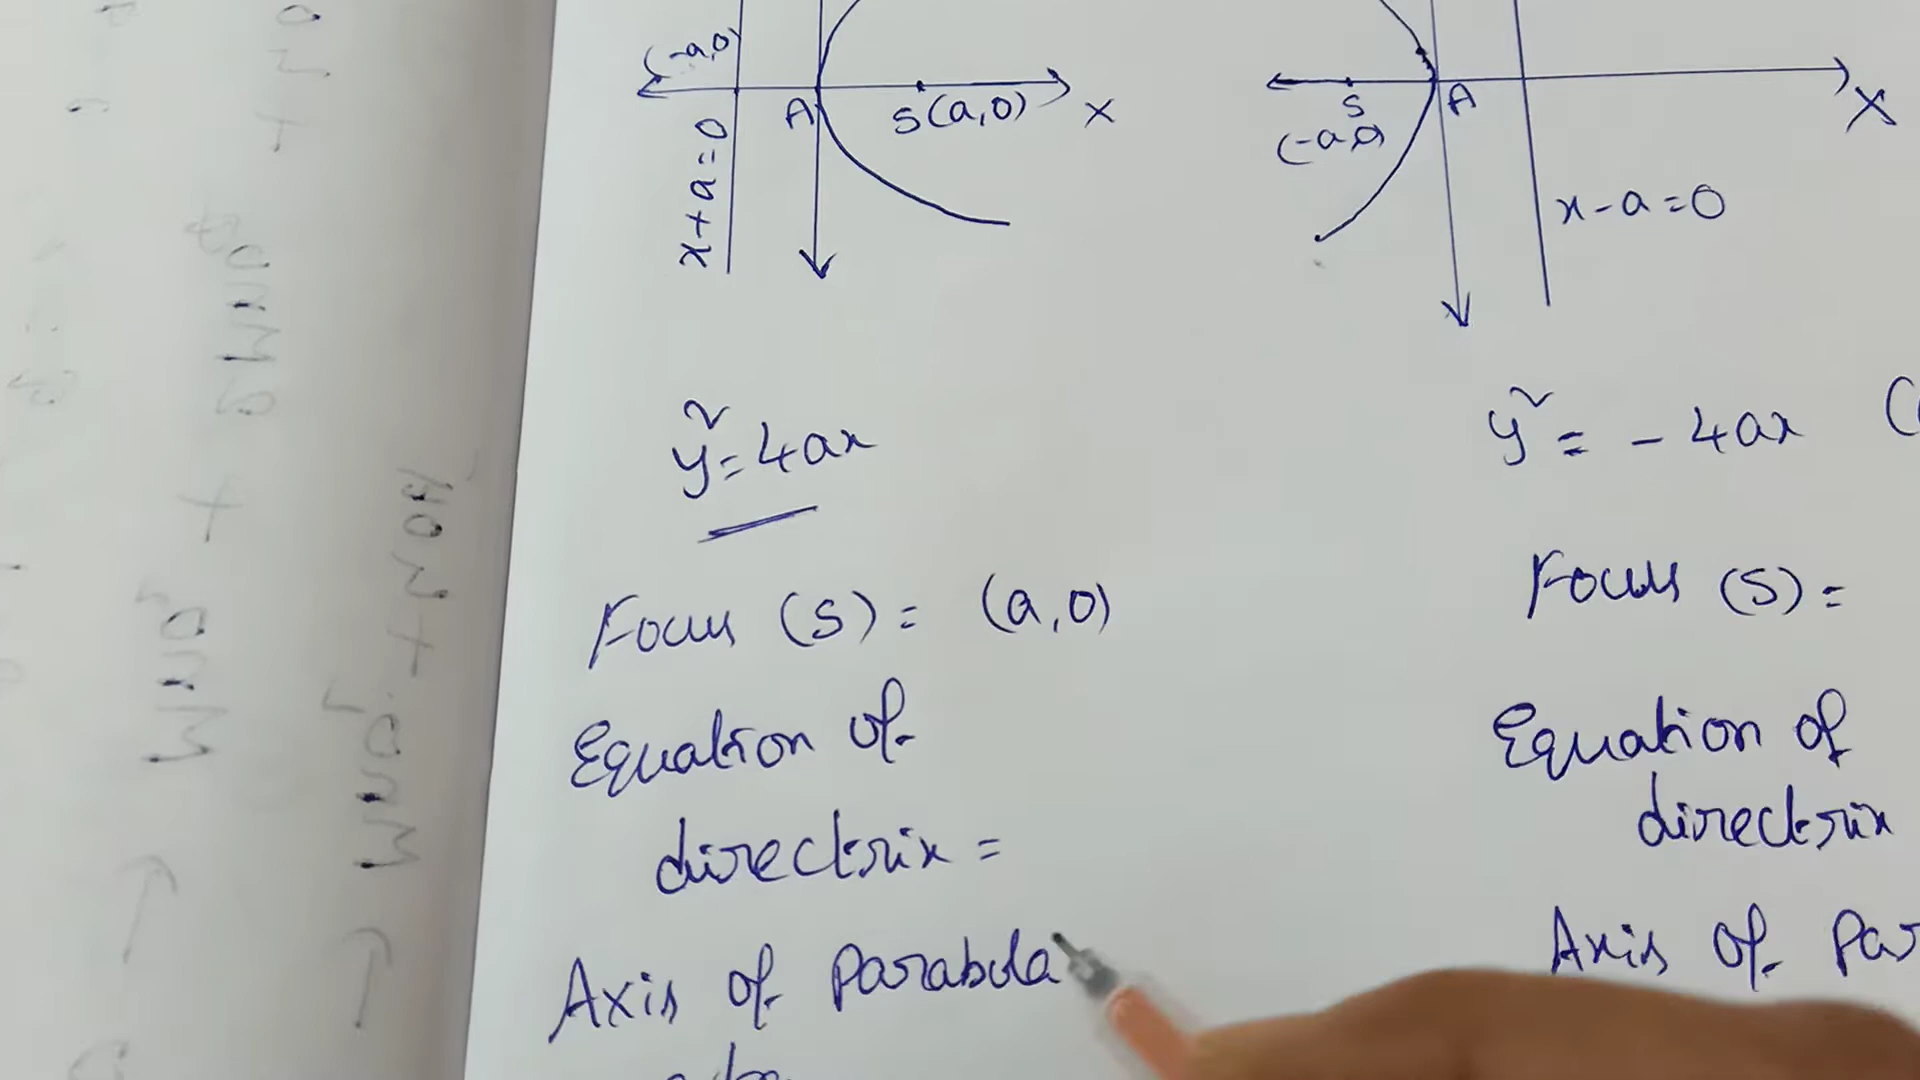 (-a,0)
A
S(a,0)
X
x+a=0
y²=4ax
Focus (S) = (a,0)
Equation of
directrix =
Axis of Parabola
S
(-a,0)
A
X
x-a=0
y² = -4ax (
Focus (S) =
Equation of
directrix
Axis of Par